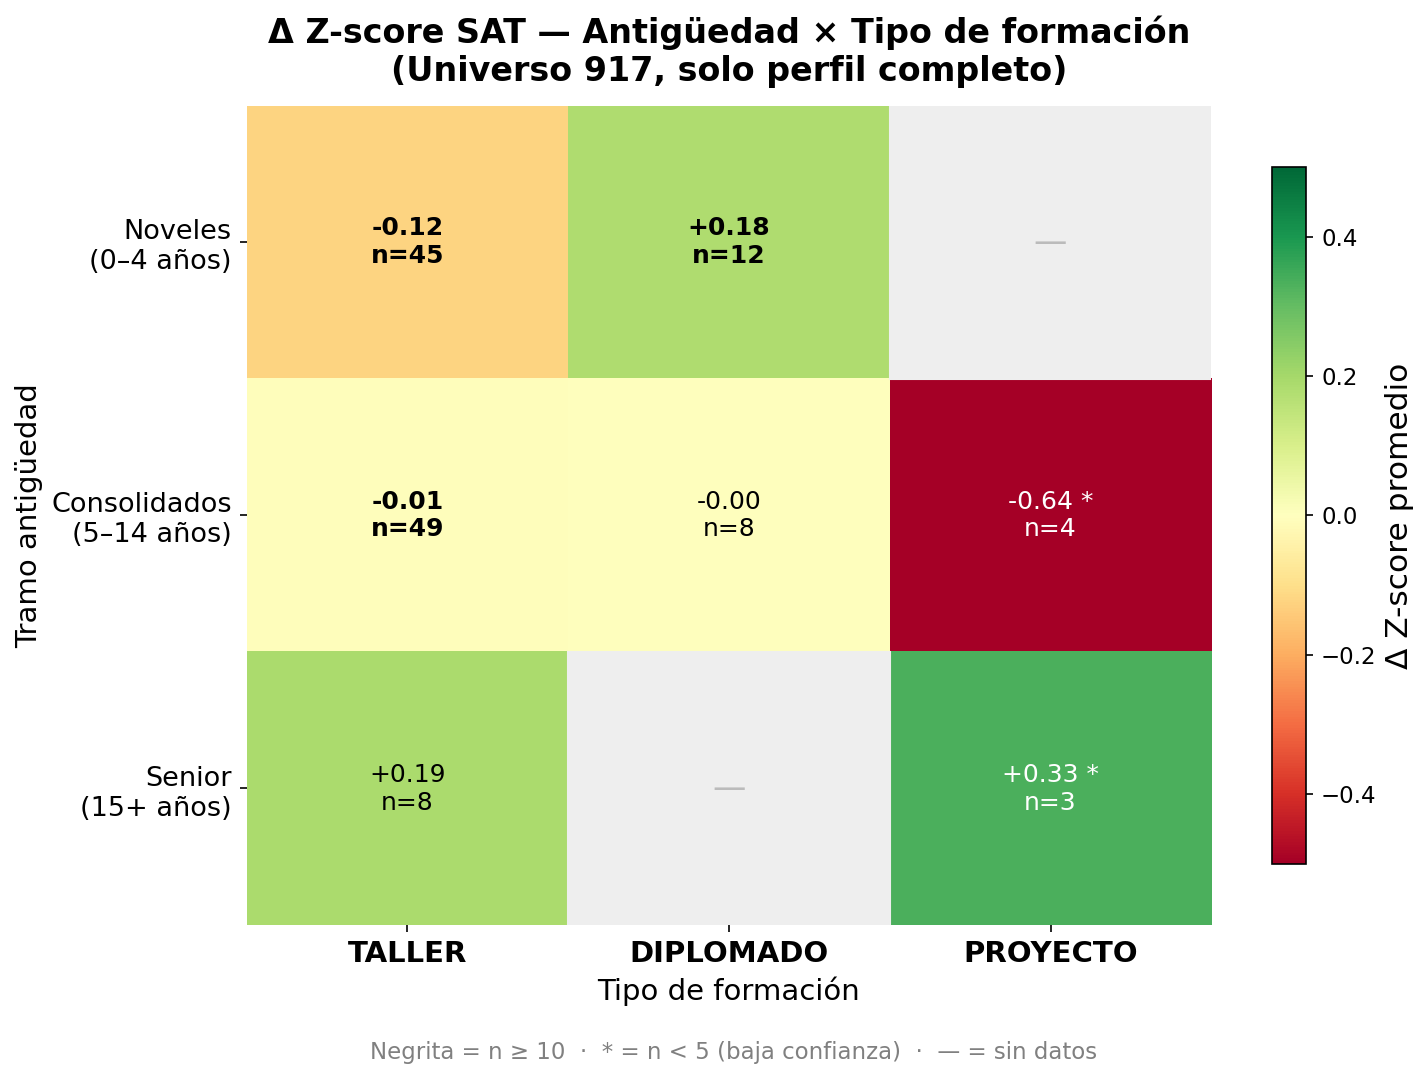 Δ Z-score SAT — Antigüedad × Tipo de formación
(Universo 917, solo perfil completo)
Tramo antigüedad
Noveles
(0–4 años)
-0.12
n=45
+0.18
n=12
—
Consolidados
(5–14 años)
-0.01
n=49
-0.00
n=8
-0.64 *
n=4
Senior
(15+ años)
+0.19
n=8
—
+0.33 *
n=3
TALLER
DIPLOMADO
PROYECTO
Tipo de formación
0.4
0.2
0.0
−0.2
−0.4
Δ Z-score promedio
Negrita = n ≥ 10 · * = n < 5 (baja confianza) · — = sin datos